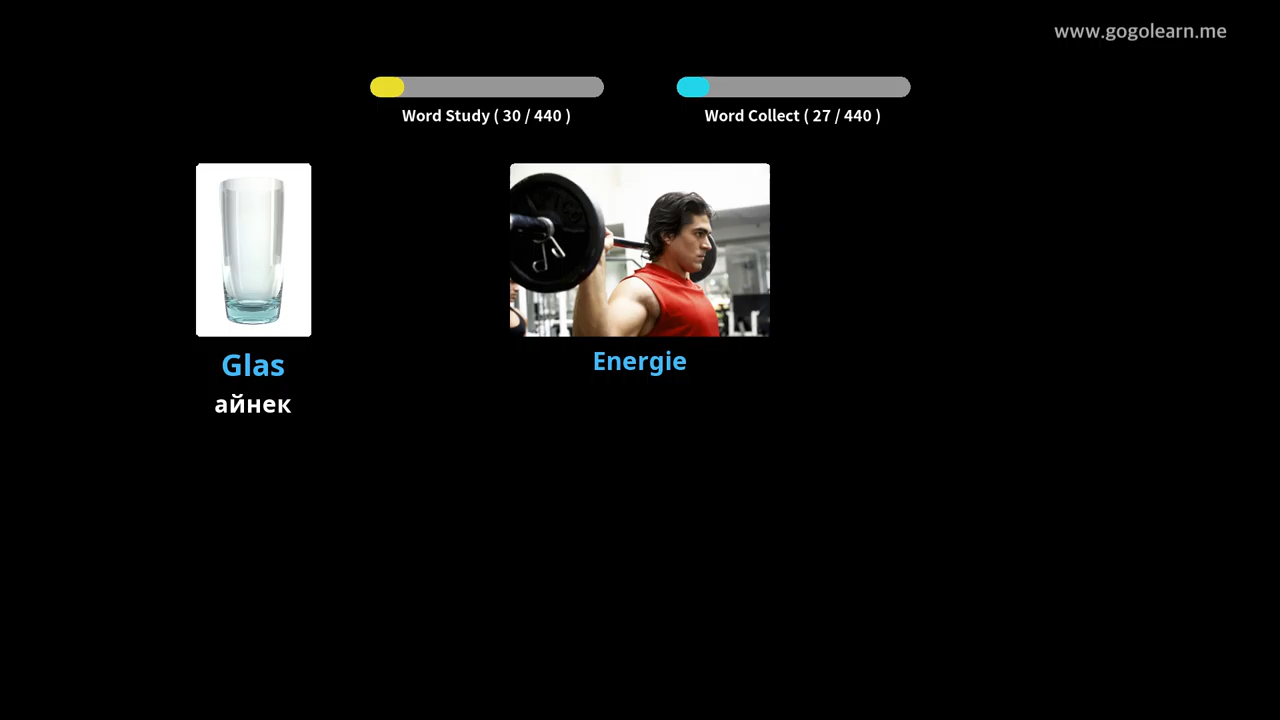 www.gogolearn.me
Word Study ( 30 / 440 )
Word Collect ( 27 / 440 )
Glas
айнек
Energie